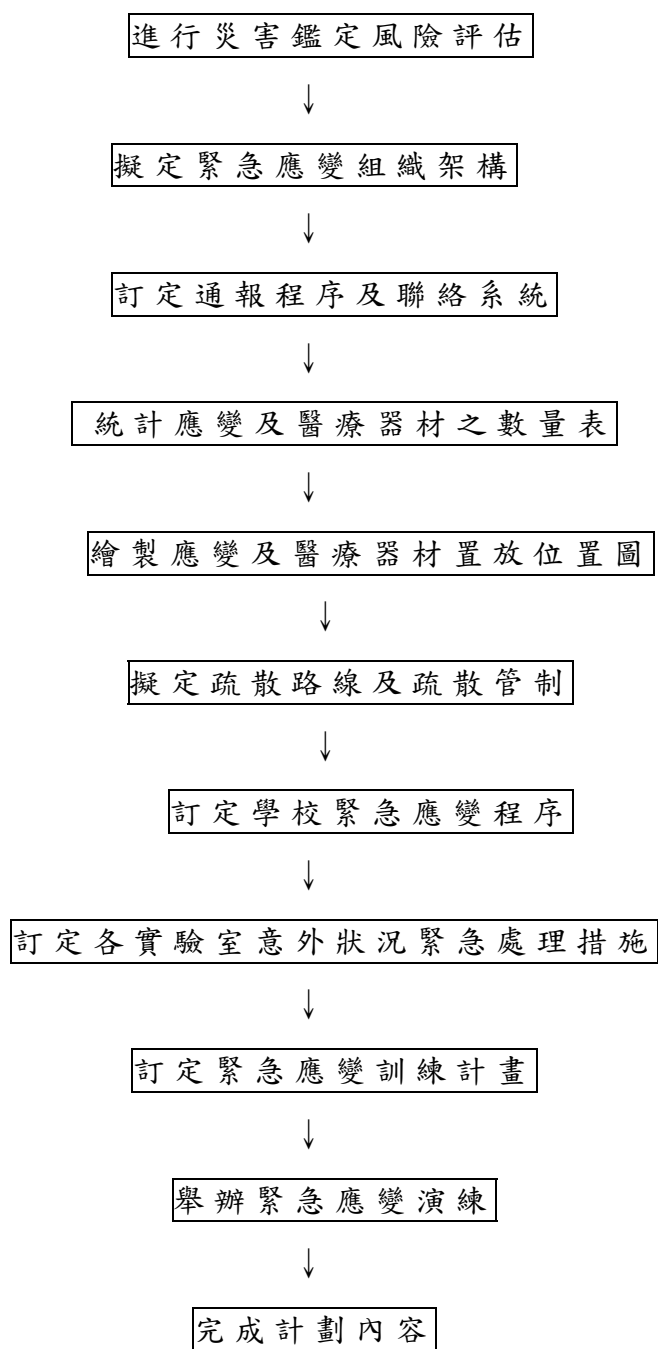 進行災害鑑定風險評估
↓
擬定緊急應變組織架構
↓
訂定通報程序及聯絡系統
↓
統計應變及醫療器材之數量表
↓
繪製應變及醫療器材置放位置圖
↓
擬定疏散路線及疏散管制
↓
訂定學校緊急應變程序
↓
訂定各實驗室意外狀況緊急處理措施
↓
訂定緊急應變訓練計畫
↓
舉辦緊急應變演練
↓
完成計劃內容